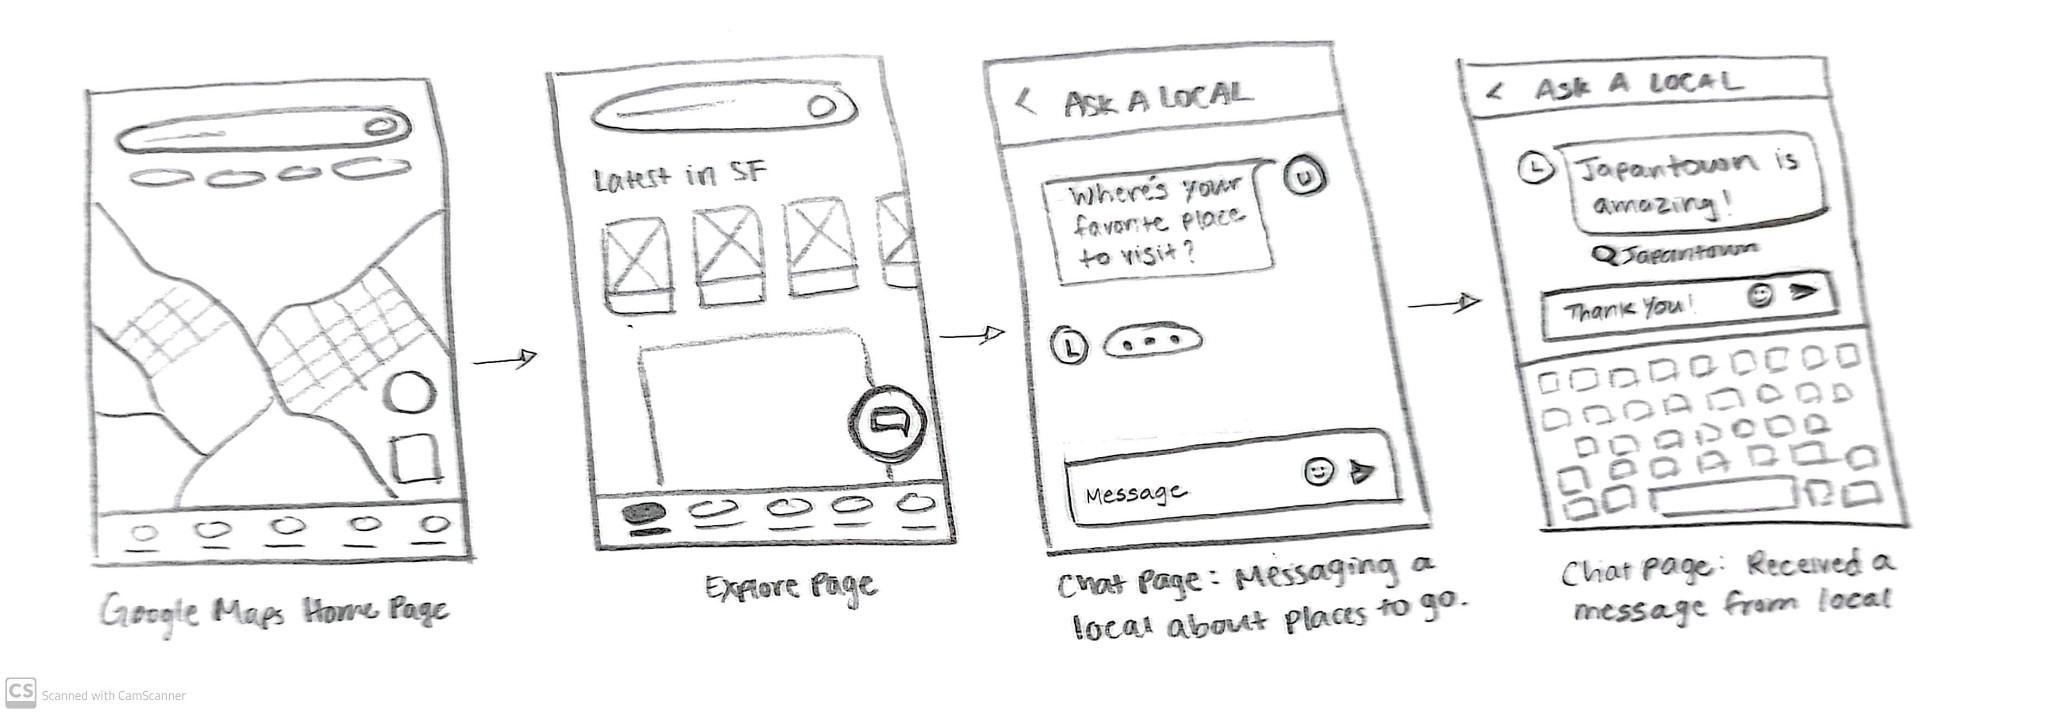 Google Maps Home Page
Latest in SF
Explore Page
< ASK A LOCAL
Where's your
favorite place
to visit?
U
L
Message
Chat Page: Messaging a
local about places to go.
< Ask A LOCAL
L
Japantown is
amazing!
Japantown
Thank you!
Chat page: Received a
message from local
CS
Scanned with CamScanner